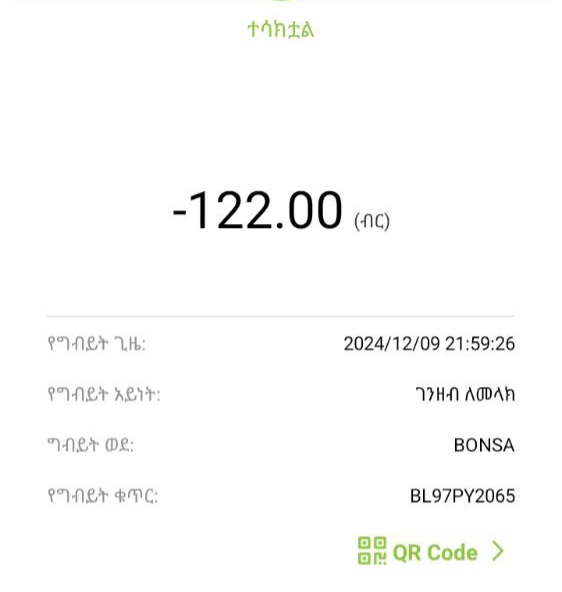 ተሳክቷል
-122.00 (ብር)
የግብይት ጊዜ: 2024/12/09 21:59:26
የግብይት አይነት: ገንዘብ ለመላክ
ግብይት ወደ: BONSA
የግብይት ቁጥር: BL97PY2065
QR Code